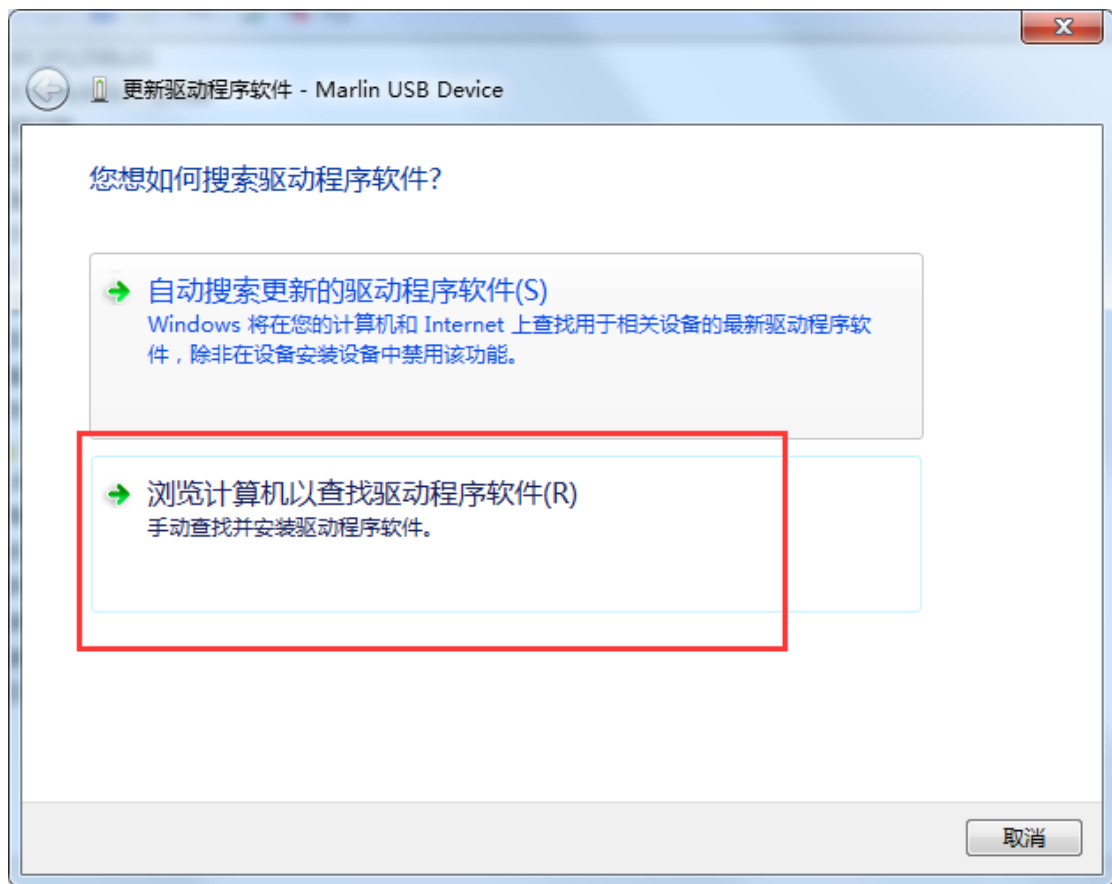 更新驱动程序软件 - Marlin USB Device
您想如何搜索驱动程序软件?
自动搜索更新的驱动程序软件(S)
Windows 将在您的计算机和 Internet 上查找用于相关设备的最新驱动程序软
件，除非在设备安装设备中禁用该功能。
浏览计算机以查找驱动程序软件(R)
手动查找并安装驱动程序软件。
取消